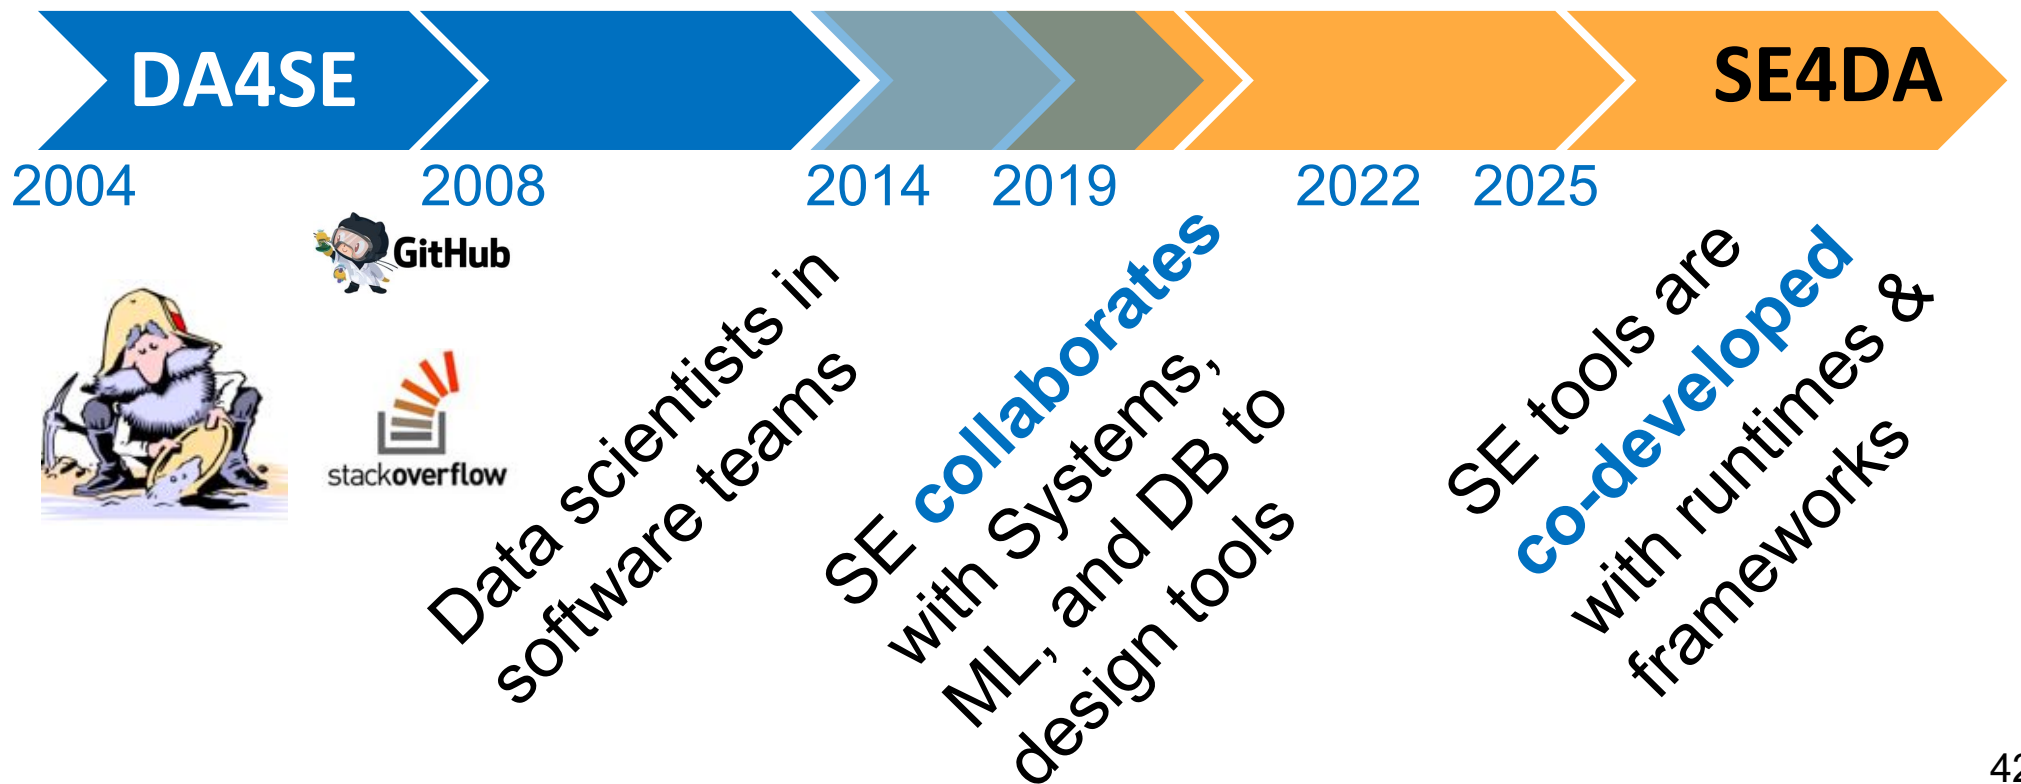 DA4SE
SE4DA
2004
2008
2014
2019
2022
2025
GitHub
stackoverflow
Data scientists in
software teams
SE collaborates
with Systems,
ML, and DB to
design tools
SE tools are
co-developed
with runtimes &
frameworks
42